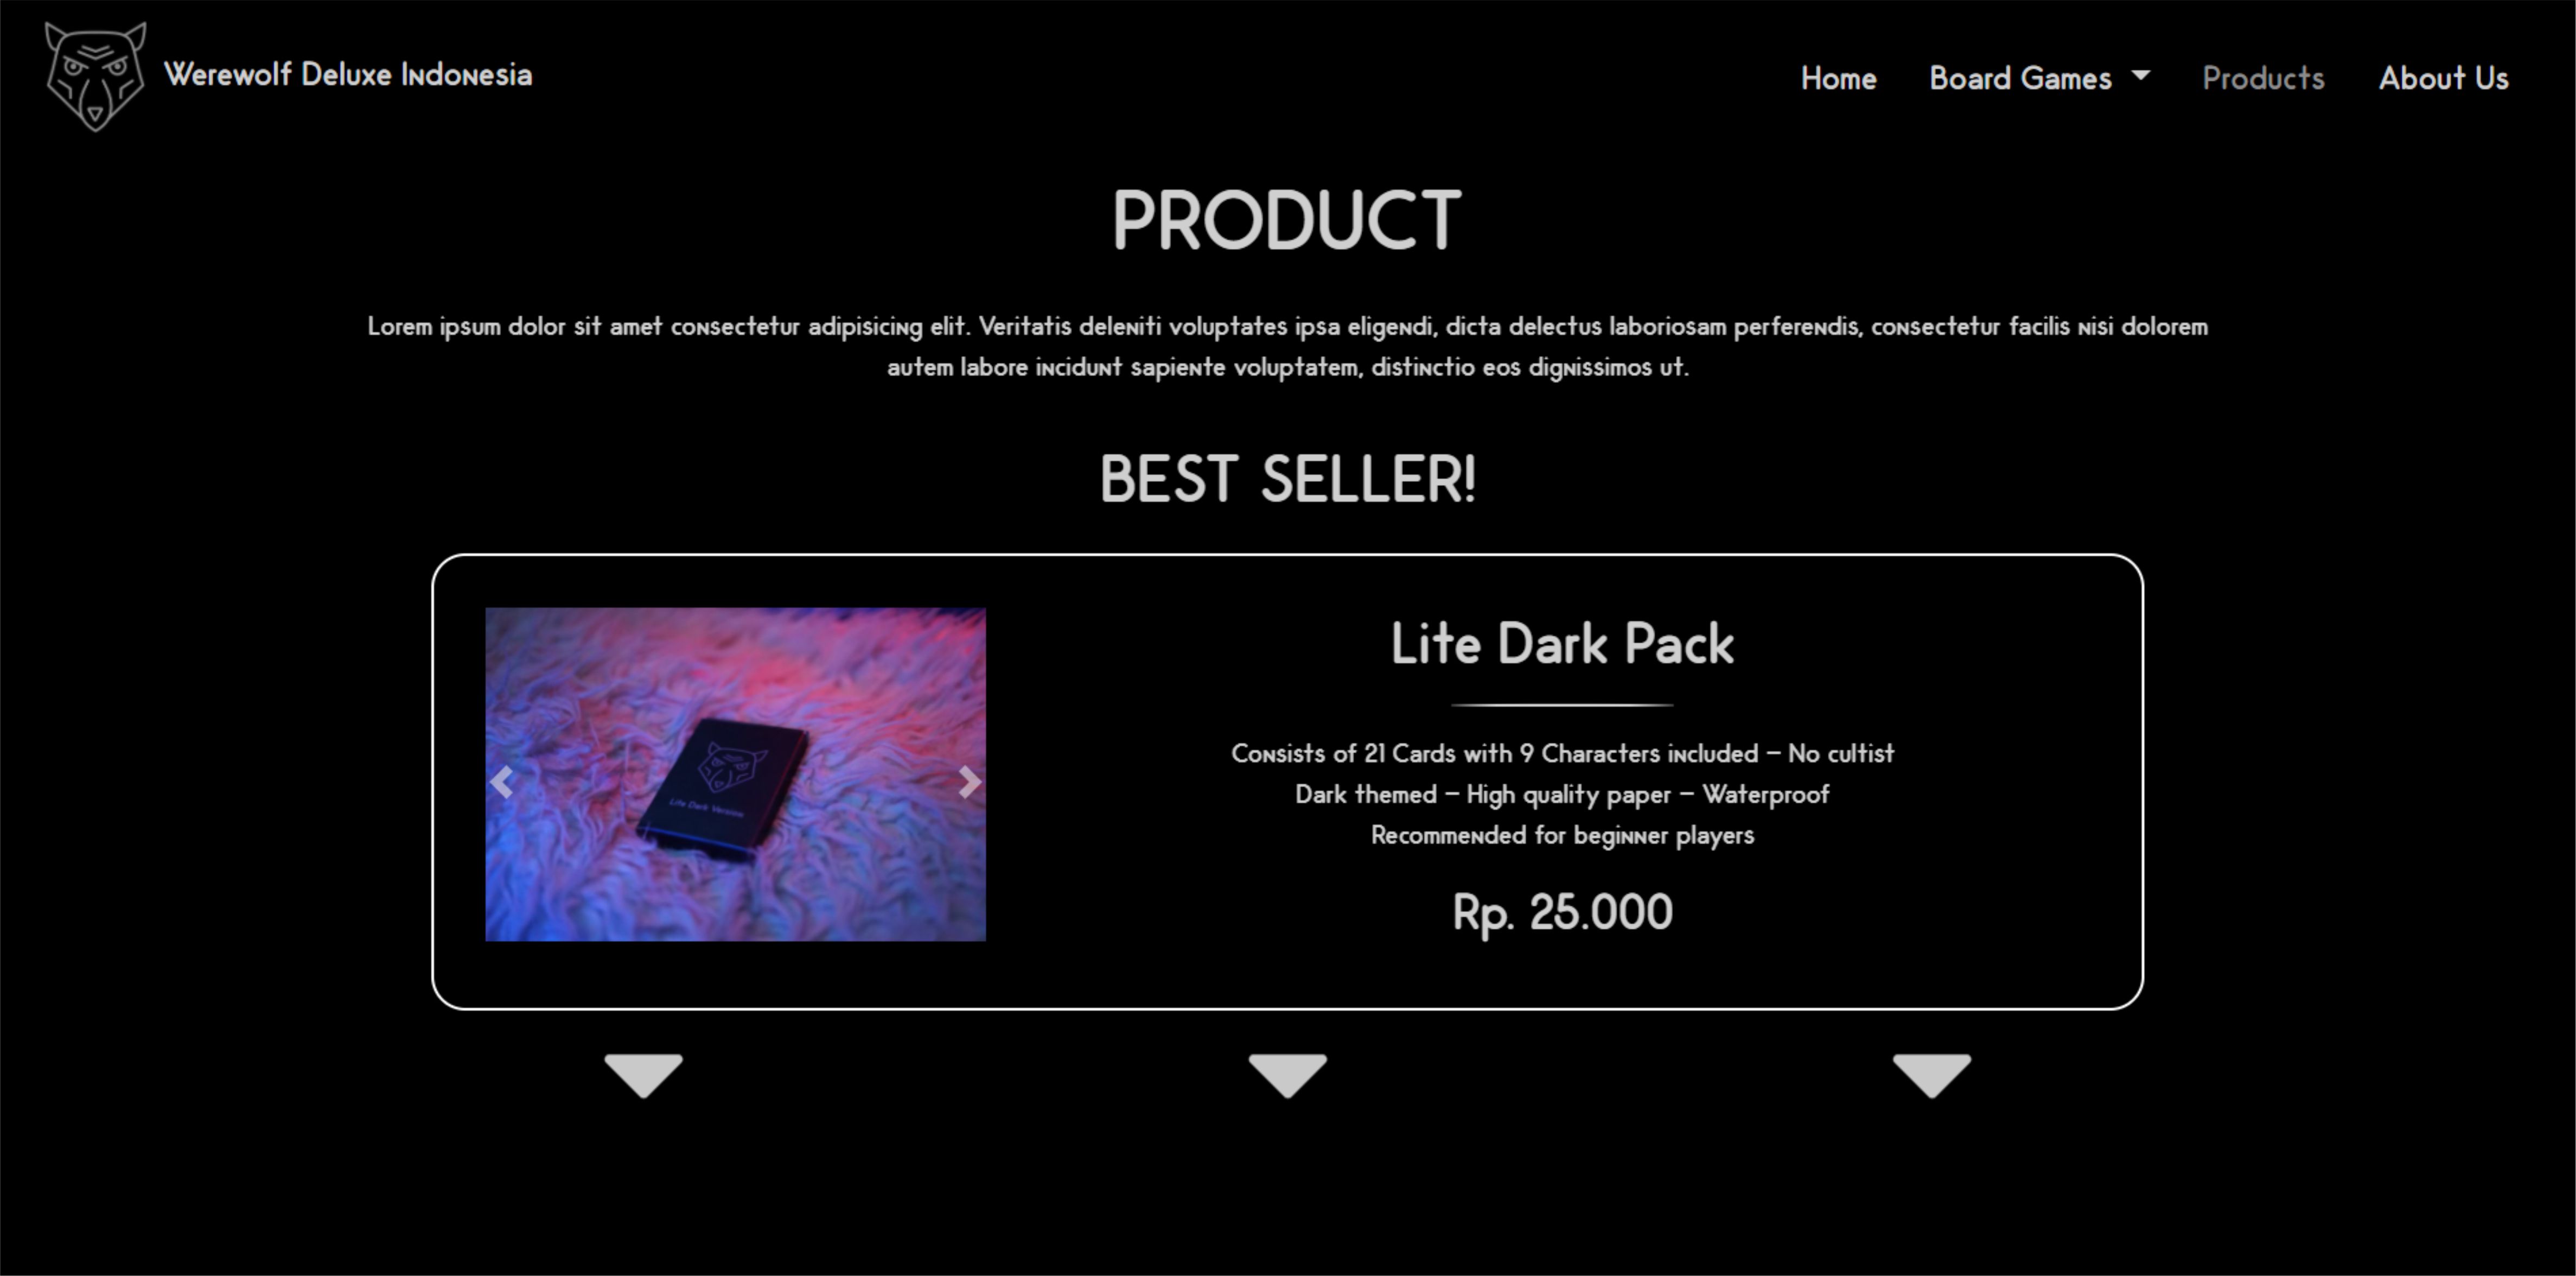 Werewolf Deluxe Indonesia
Home
Board Games
Products
About Us
PRODUCT
Lorem ipsum dolor sit amet consectetur adipisicing elit. Veritatis deleniti voluptates ipsa eligendi, dicta delectus laboriosam perferendis, consectetur facilis nisi dolorem
autem labore incidunt sapiente voluptatem, distinctio eos dignissimos ut.
BEST SELLER!
Lite Dark Version
Lite Dark Pack
Consists of 21 Cards with 9 Characters included - No cultist
Dark themed - High quality paper - Waterproof
Recommended for beginner players
Rp. 25.000